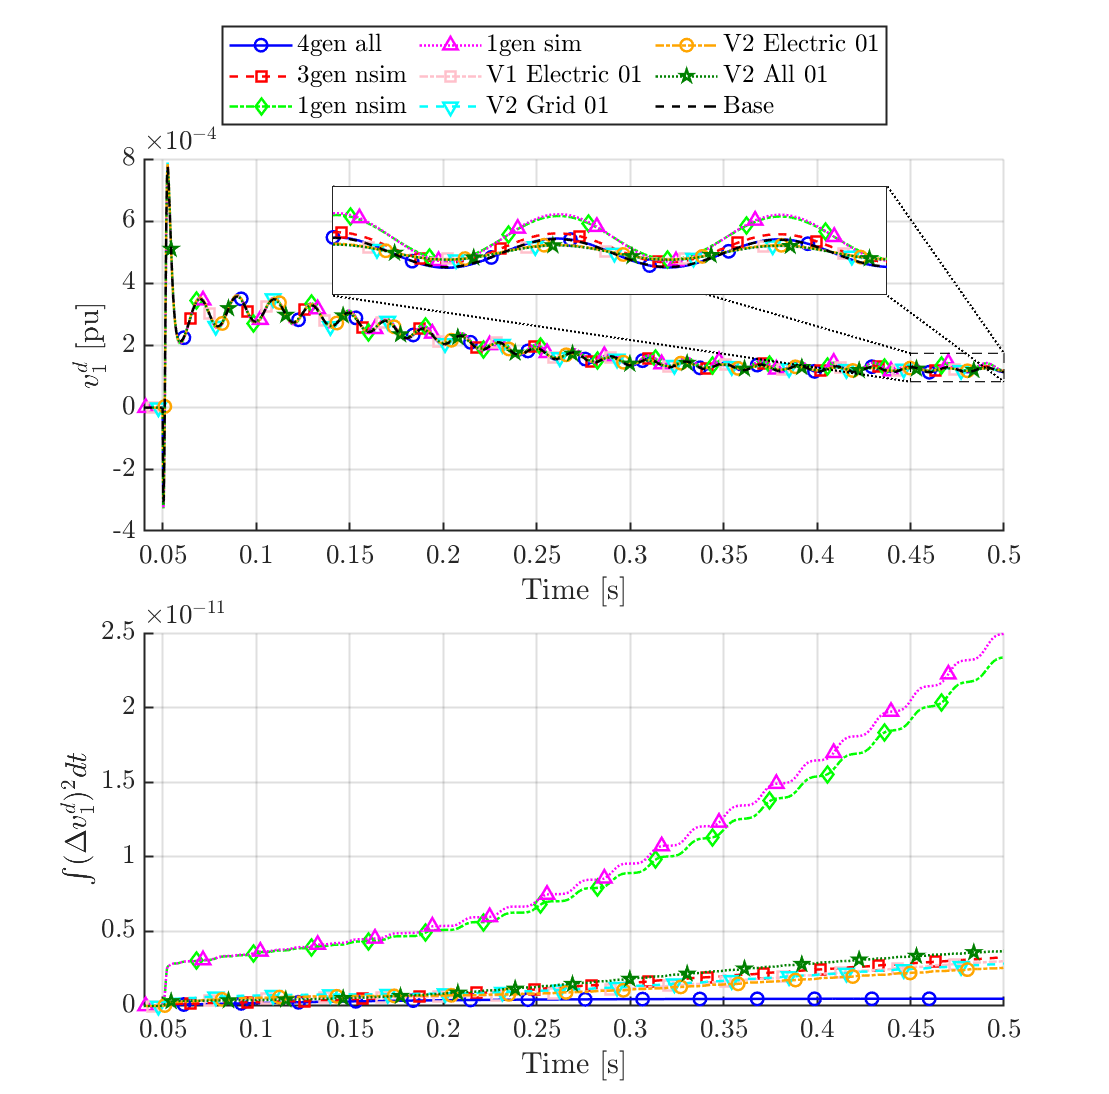 4gen all 1gen sim V2 Electric 01
3gen nsim V1 Electric 01 V2 All 01
1gen nsim V2 Grid 01 Base
×10⁻⁴
8
6
4
2
0
-2
-4
v₁ᵈ [pu]
0.05 0.1 0.15 0.2 0.25 0.3 0.35 0.4 0.45 0.5
Time [s]
×10⁻¹¹
2.5
2
1.5
1
0.5
0
∫(Δv₁ᵈ)²dt
0.05 0.1 0.15 0.2 0.25 0.3 0.35 0.4 0.45 0.5
Time [s]